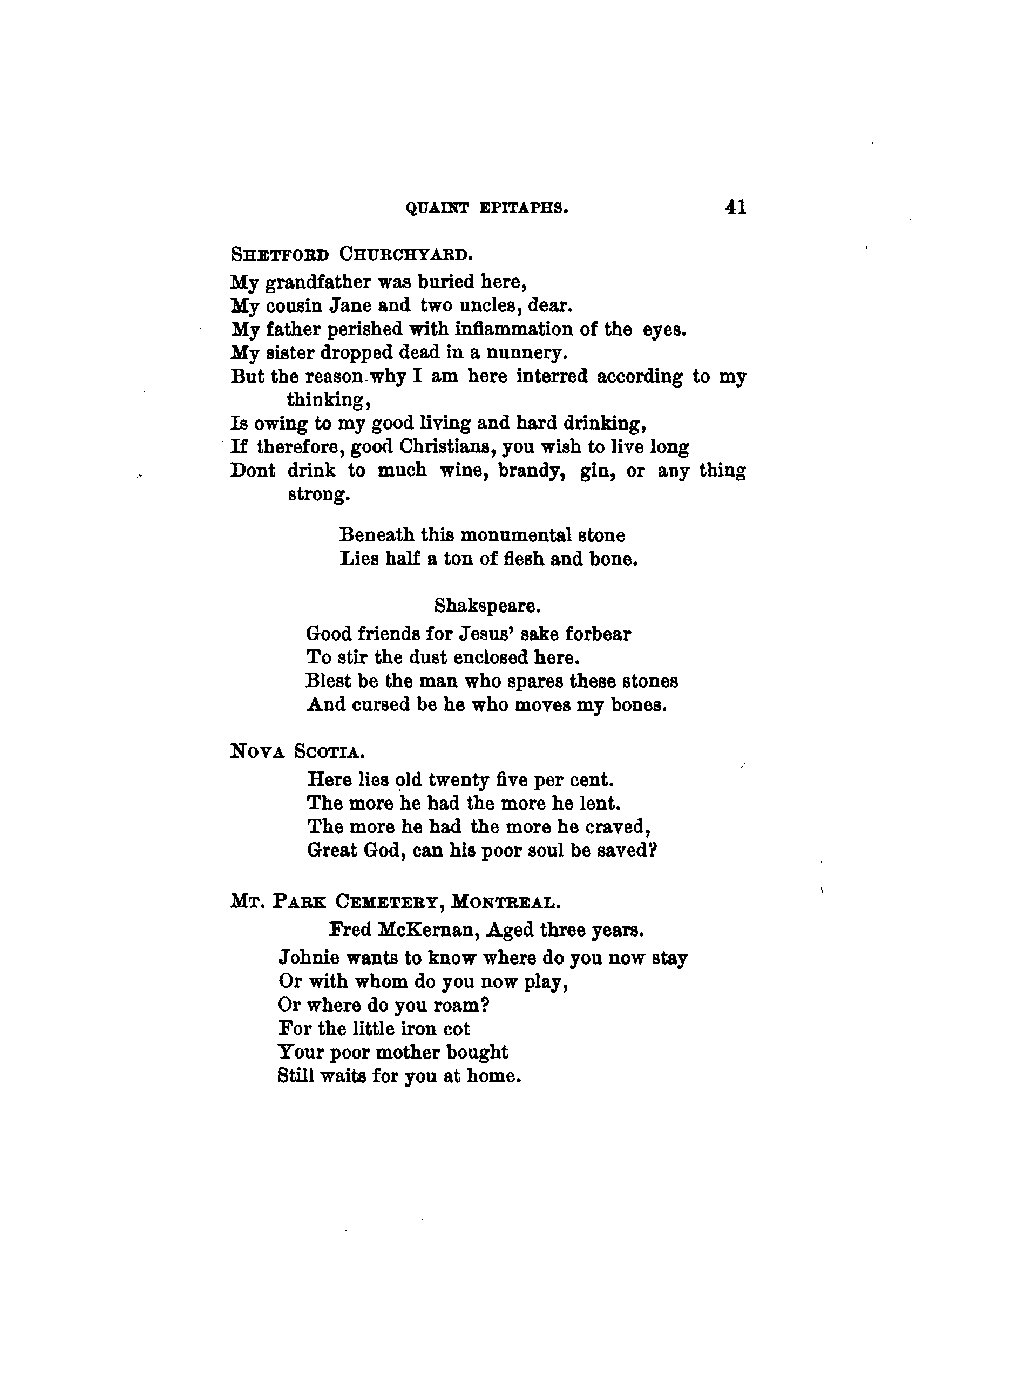 QUAINT EPITAPHS. 41
SHETFORD CHURCHYARD.
My grandfather was buried here,
My cousin Jane and two uncles, dear.
My father perished with inflammation of the eyes.
My sister dropped dead in a nunnery.
But the reason why I am here interred according to my
thinking,
Is owing to my good living and hard drinking,
If therefore, good Christians, you wish to live long
Dont drink to much wine, brandy, gin, or any thing
strong.
Beneath this monumental stone
Lies half a ton of flesh and bone.
Shakspeare.
Good friends for Jesus' sake forbear
To stir the dust enclosed here.
Blest be the man who spares these stones
And cursed be he who moves my bones.
NOVA SCOTIA.
Here lies old twenty five per cent.
The more he had the more he lent.
The more he had the more he craved,
Great God, can his poor soul be saved?
MT. PARK CEMETERY, MONTREAL.
Fred McKernan, Aged three years.
Johnie wants to know where do you now stay
Or with whom do you now play,
Or where do you roam?
For the little iron cot
Your poor mother bought
Still waits for you at home.